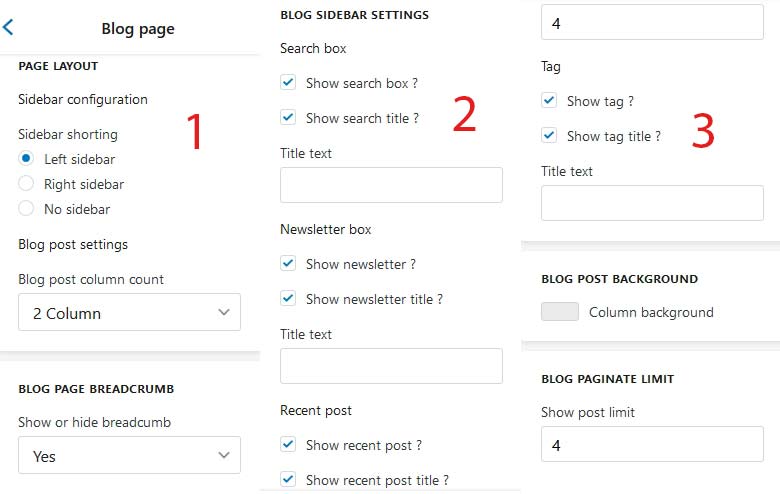 Blog page
PAGE LAYOUT
Sidebar configuration
Sidebar shorting
Left sidebar
Right sidebar
No sidebar
Blog post settings
Blog post column count
2 Column
BLOG PAGE BREADCRUMB
Show or hide breadcumb
Yes
1
BLOG SIDEBAR SETTINGS
Search box
Show search box ?
Show search title ?
Title text
Newsletter box
Show newsletter ?
Show newsletter title ?
Title text
Recent post
Show recent post ?
Show recent post title ?
2
4
Tag
Show tag ?
Show tag title ?
Title text
BLOG POST BACKGROUND
Column background
BLOG PAGINATE LIMIT
Show post limit
4
3